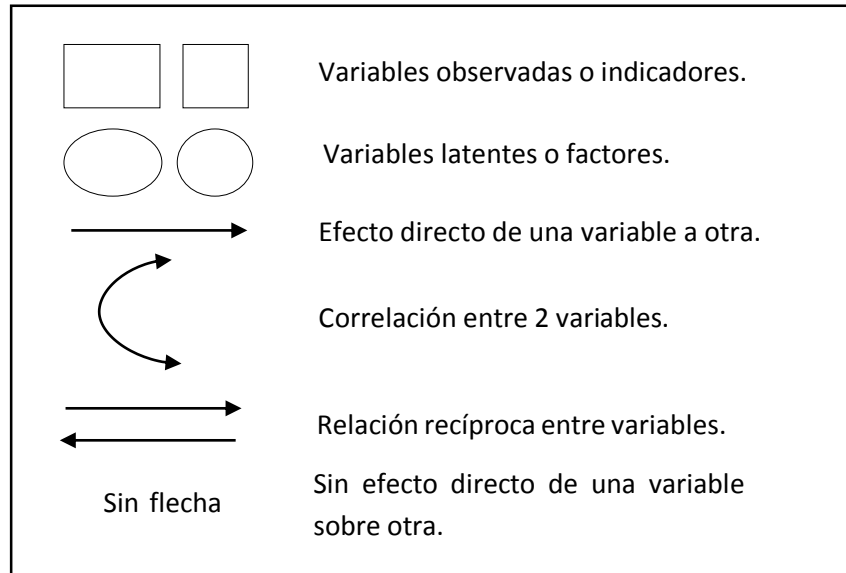 Variables observadas o indicadores.
Variables latentes o factores.
Efecto directo de una variable a otra.
Correlación entre 2 variables.
Relación recíproca entre variables.
Sin flecha
Sin efecto directo de una variable
sobre otra.